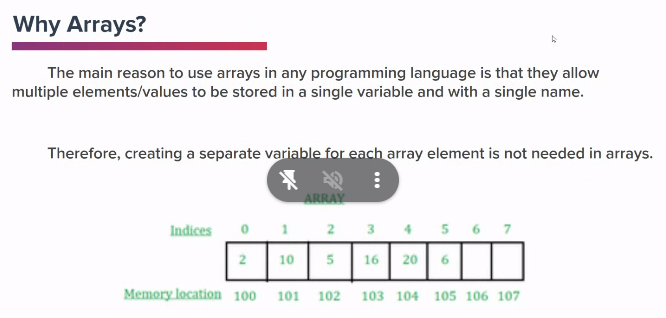 Why Arrays?
The main reason to use arrays in any programming language is that they allow
multiple elements/values to be stored in a single variable and with a single name.
Therefore, creating a separate variable for each array element is not needed in arrays.
ARRAY
Indices 0 1 2 3 4 5 6 7
2 10 5 16 20 6
Memory location 100 101 102 103 104 105 106 107